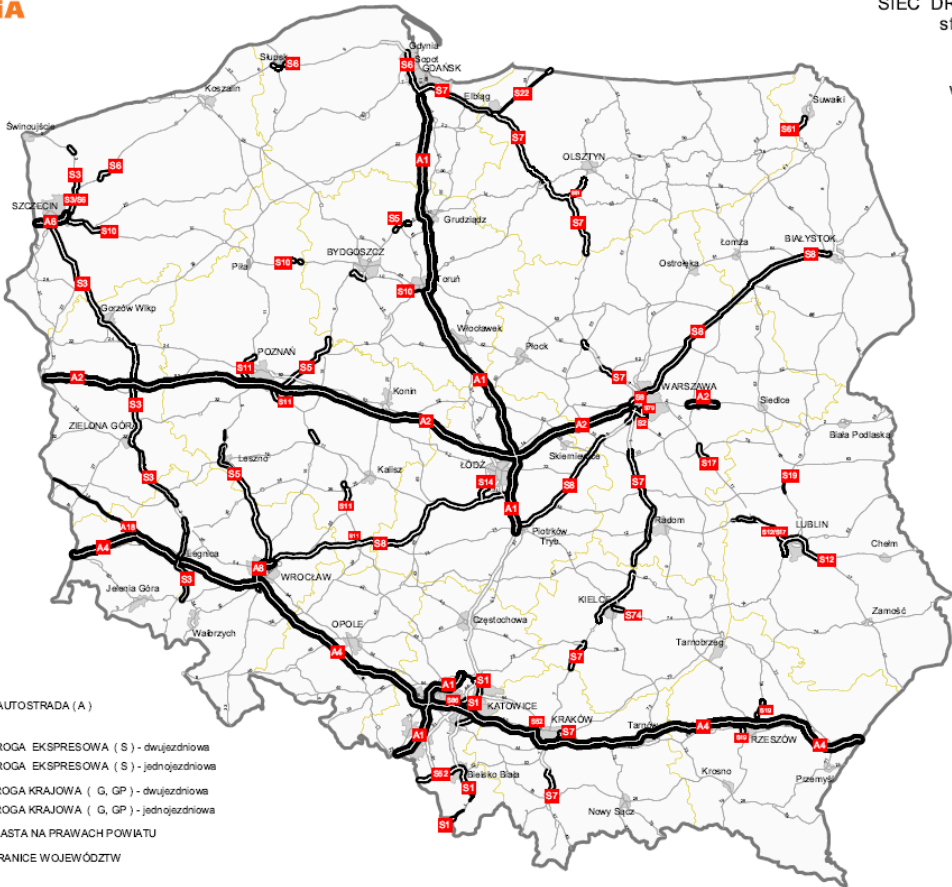 iA
SIEĆ DR
st
W
Gdynia
Sopot
GDAŃSK
Słupsk
S6
S6
Koszalin
S7
Elbląg
S22
Suwałki
S61
Świnoujście
S7
S3
S6
A1
OLSZTYN
S3/S6
SZCZECIN
A6
S10
S5
Grudziądz
S7
BYDGOSZCZ
Łomża
BIAŁYSTOK
S8
Piła
S10
Ostrołęka
S3
S10
Toruń
Gorzów Wlkp
Włocławek
S8
Płock
POZNAŃ
S11
S5
A2
S7
A1
WARSZAWA
S8
S79
S2
A2
Siedlce
S3
S11
Konin
A2
A2
ZIELONA GÓRA
Biała Podlaska
Leszno
S5
Kalisz
ŁÓDŹ
Skierniewice
S17
S3
S14
S8
S7
S19
S11
A1
A18
S11
S8
Piotrków
Tryb.
Radom
LUBLIN
S12/S17
S12
Chełm
A4
Legnica
S3
A8
WROCŁAW
Jelenia Góra
KIELCE
S74
Zamość
Wałbrzych
OPOLE
Częstochowa
A4
Tarnobrzeg
S7
A1
S1
S86
S1
KATOWICE
AUTOSTRADA ( A )
A1
S52
KRAKÓW
S7
Tarnów
A4
S19
S19
RZESZÓW
A4
ROGA EKSPRESOWA ( S ) - dwujezdniowa
ROGA EKSPRESOWA ( S ) - jednojezdniowa
S52
Bielsko Biała
S1
S7
Krosno
Przemyśl
ROGA KRAJOWA ( G, GP ) - dwujezdniowa
ROGA KRAJOWA ( G, GP ) - jednojezdniowa
Nowy Sącz
S1
IASTA NA PRAWACH POWIATU
RANICE WOJEWÓDZTW